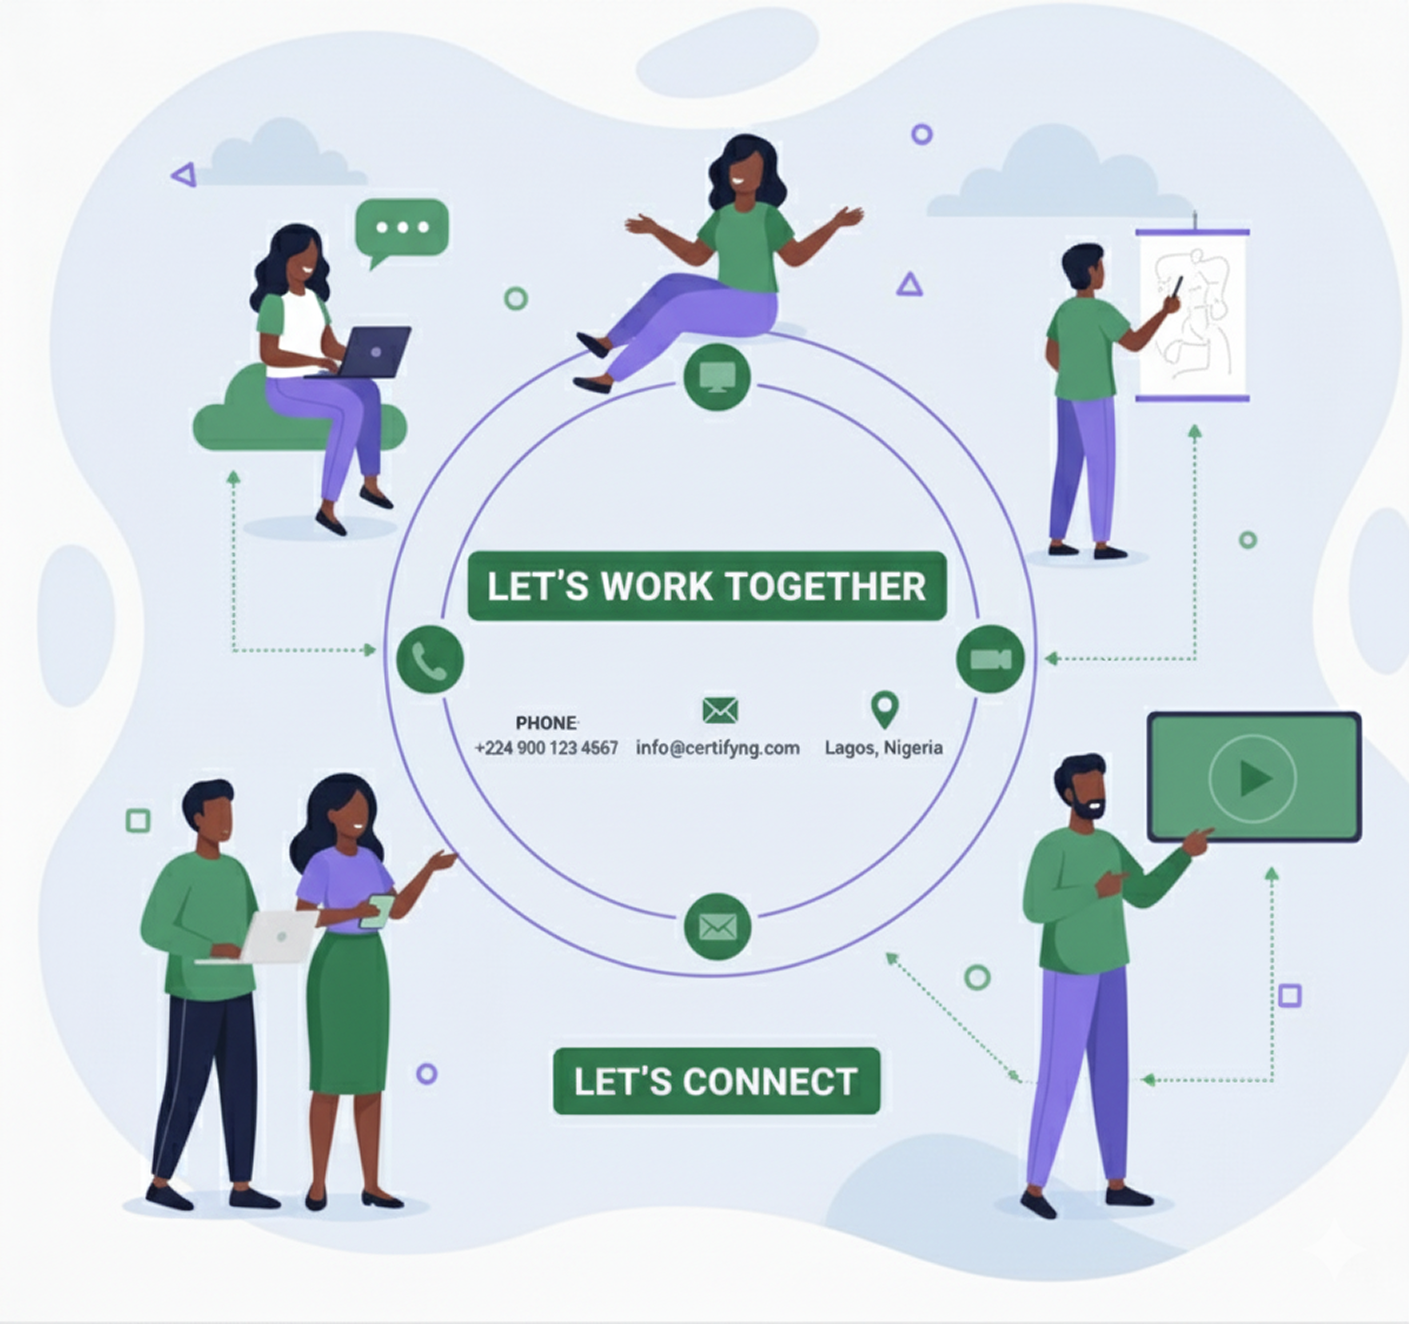 LET'S WORK TOGETHER
PHONE
+224 900 123 4567
info@certifyng.com
Lagos, Nigeria
LET'S CONNECT